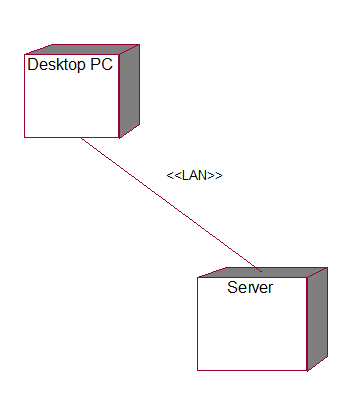 Desktop PC
<<LAN>>
Server